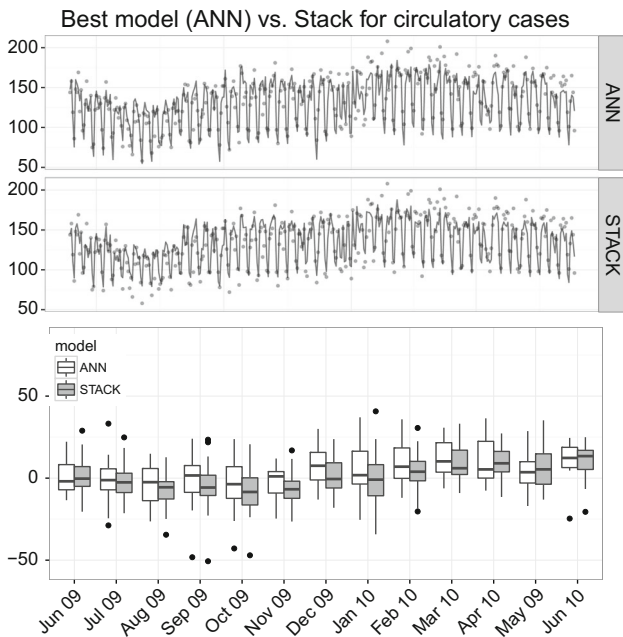 Best model (ANN) vs. Stack for circulatory cases
200
150
100
50
ANN
200
150
100
50
STACK
model
ANN
STACK
50
0
−50
Jun 09
Jul 09
Aug 09
Sep 09
Oct 09
Nov 09
Dec 09
Jan 10
Feb 10
Mar 10
Apr 10
May 09
Jun 10